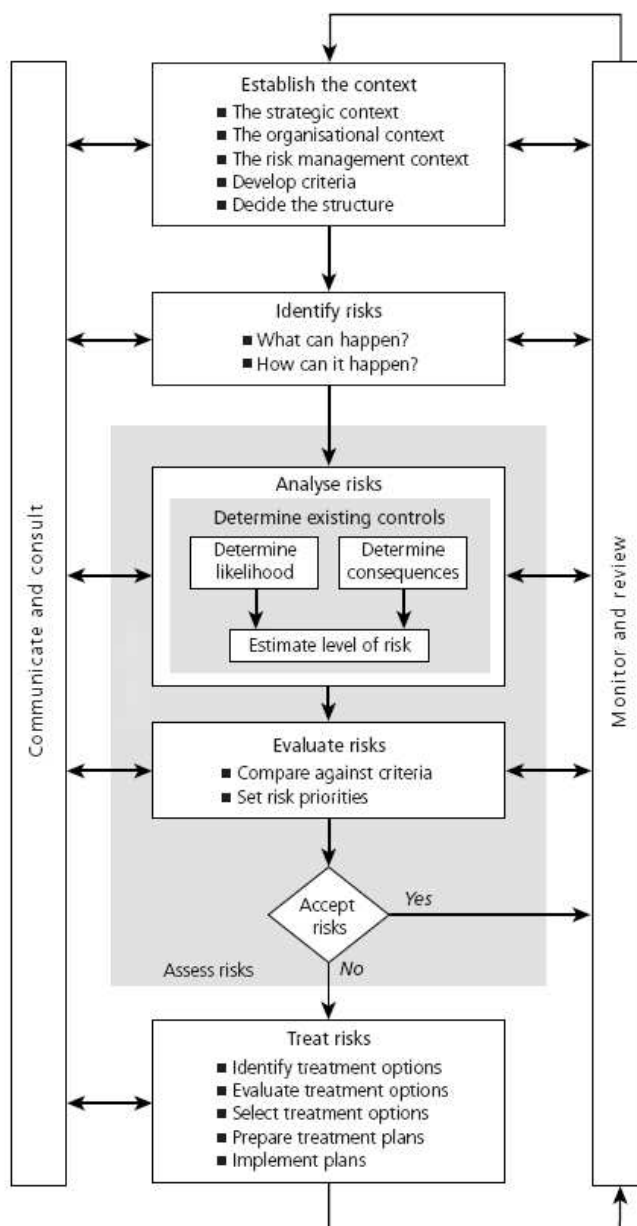 Establish the context
■ The strategic context
■ The organisational context
■ The risk management context
■ Develop criteria
■ Decide the structure
Identify risks
■ What can happen?
■ How can it happen?
Analyse risks
Determine existing controls
Determine
likelihood
Determine
consequences
Estimate level of risk
Evaluate risks
■ Compare against criteria
■ Set risk priorities
Accept
risks
Yes
No
Assess risks
Treat risks
■ Identify treatment options
■ Evaluate treatment options
■ Select treatment options
■ Prepare treatment plans
■ Implement plans
Communicate and consult
Monitor and review